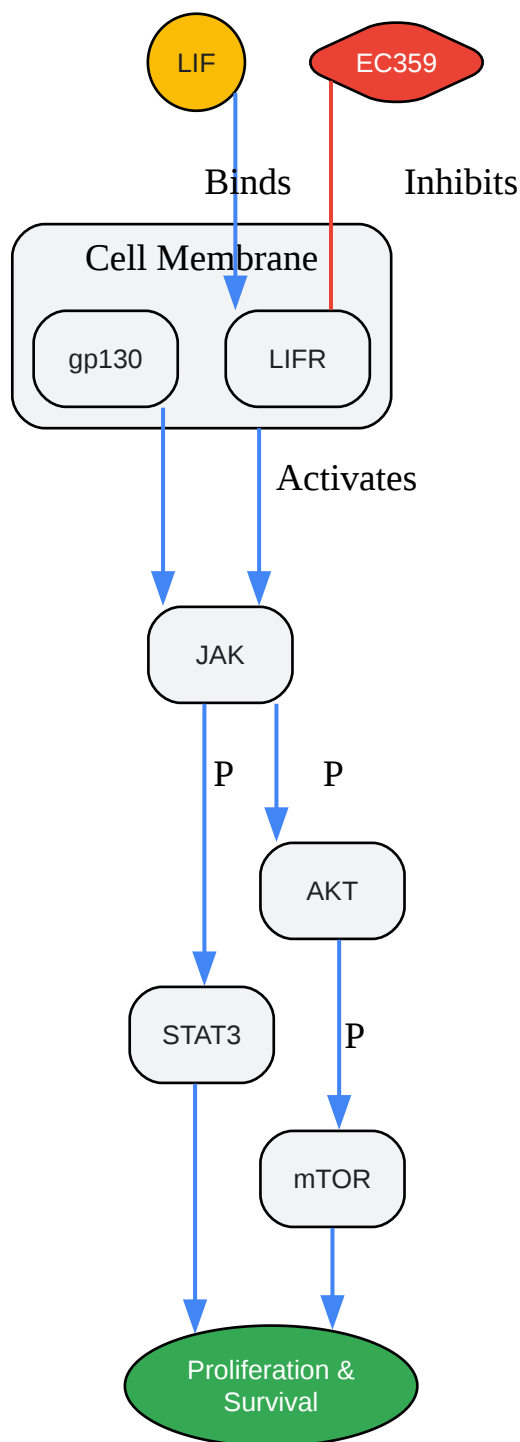 LIF
EC359
Binds
Inhibits
Cell Membrane
gp130
LIFR
Activates
JAK
P
P
AKT
STAT3
P
mTOR
Proliferation &
Survival